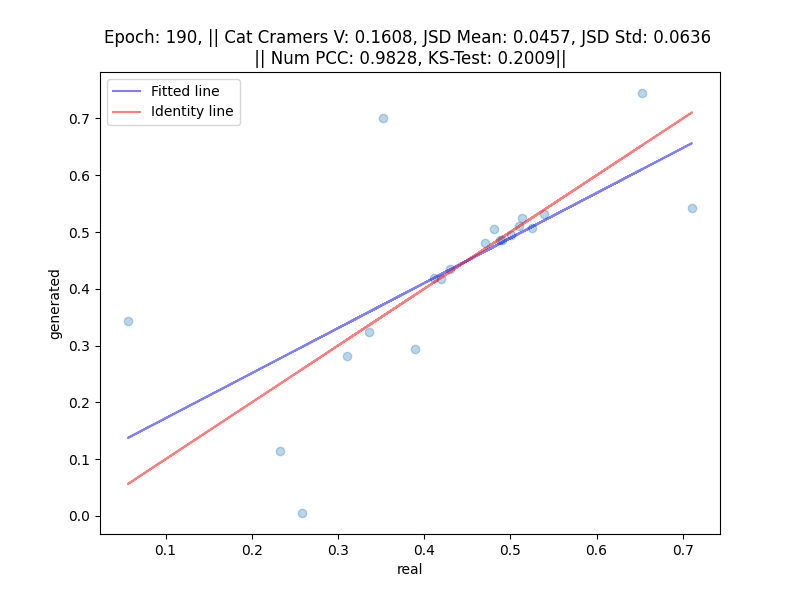 Epoch: 190, || Cat Cramers V: 0.1608, JSD Mean: 0.0457, JSD Std: 0.0636
|| Num PCC: 0.9828, KS-Test: 0.2009||
Fitted line
Identity line
generated
0.7
0.6
0.5
0.4
0.3
0.2
0.1
0.0
0.1 0.2 0.3 0.4 0.5 0.6 0.7
real